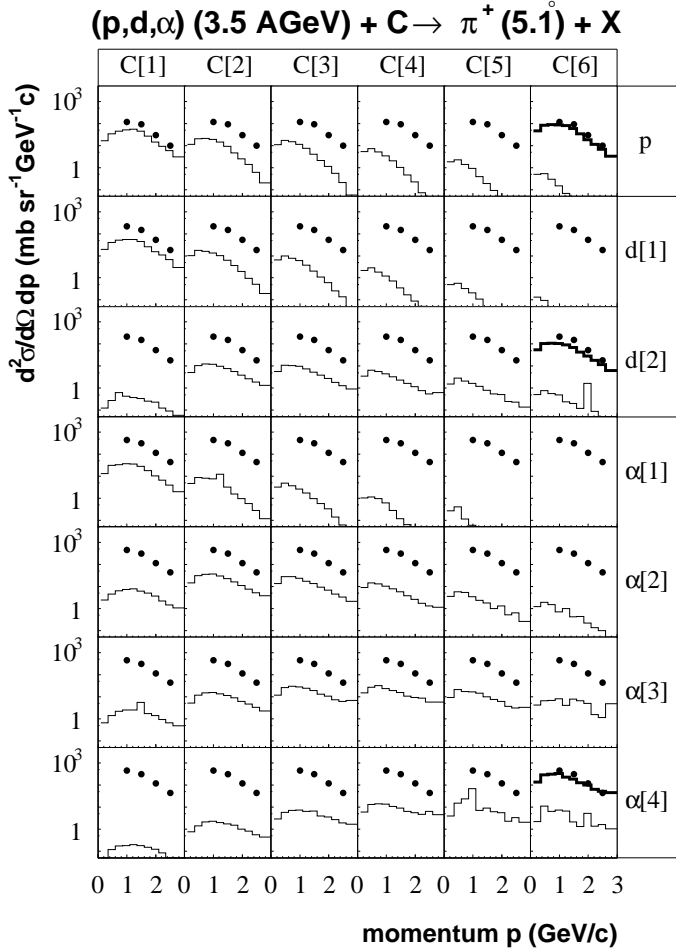 (p,d,α) (3.5 AGeV) + C→ π⁺ (5.1°) + X
C[1] C[2] C[3] C[4] C[5] C[6]
d²σ/dΩdp (mb sr⁻¹GeV⁻¹c)
10³
1
p
10³
1
d[1]
10³
1
d[2]
10³
1
α[1]
10³
1
α[2]
10³
1
α[3]
10³
1
α[4]
0 1 2 0 1 2 0 1 2 0 1 2 0 1 2 0 1 2 3
momentum p (GeV/c)